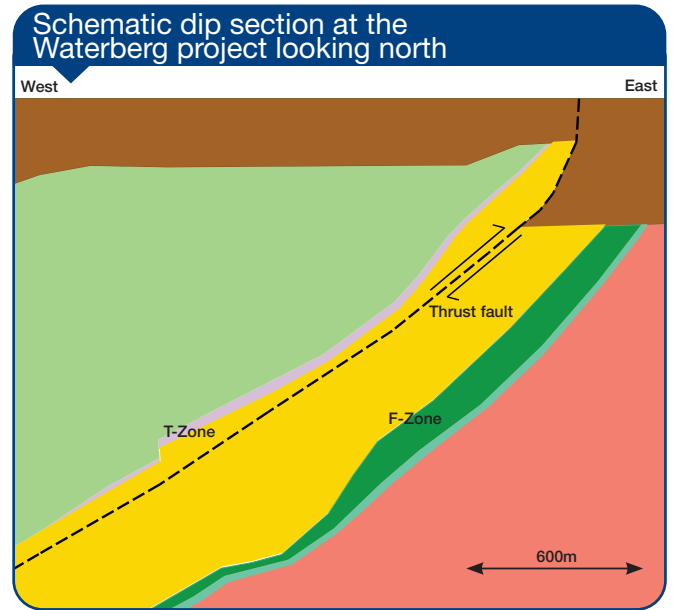 Schematic dip section at the
Waterberg project looking north
West
East
Thrust fault
F-Zone
T-Zone
600m